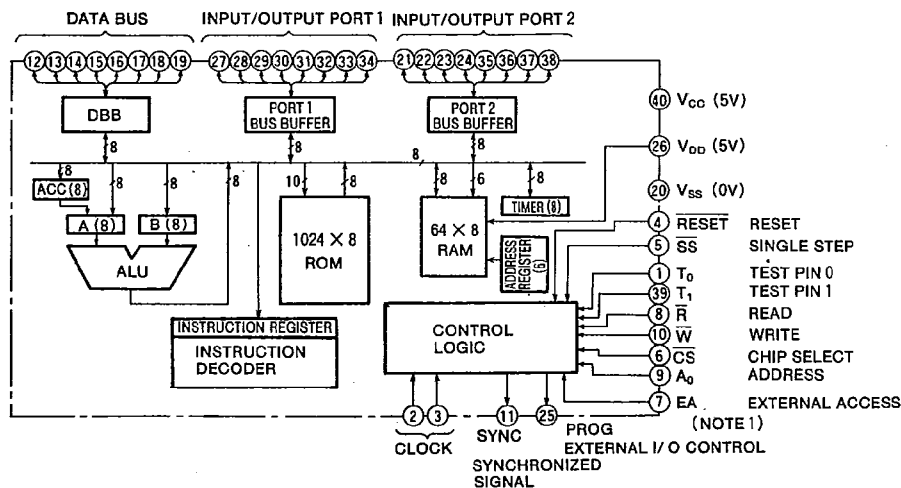 DATA BUS
INPUT/OUTPUT PORT 1
INPUT/OUTPUT PORT 2
12 13 14 15 16 17 18 19
27 28 29 30 31 32 33 34
21 22 23 24 35 36 37 38
DBB
PORT 1
BUS BUFFER
PORT 2
BUS BUFFER
8
8
8
8
8
ACC (8)
8
8
8
8
10
8
8
6
8
A (8)
B (8)
ALU
1024 × 8
ROM
64 × 8
RAM
TIMER (8)
ADDRESS
REGISTER
(6)
INSTRUCTION REGISTER
INSTRUCTION
DECODER
CONTROL
LOGIC
40 VCC (5V)
26 VDD (5V)
20 VSS (0V)
4 RESET RESET
5 SS SINGLE STEP
1 T0 TEST PIN 0
39 T1 TEST PIN 1
8 R READ
10 W WRITE
6 CS CHIP SELECT
9 A0 ADDRESS
7 EA EXTERNAL ACCESS
(NOTE 1)
2 3
CLOCK
11
SYNC
SYNCHRONIZED
SIGNAL
25
PROG
EXTERNAL I/O CONTROL